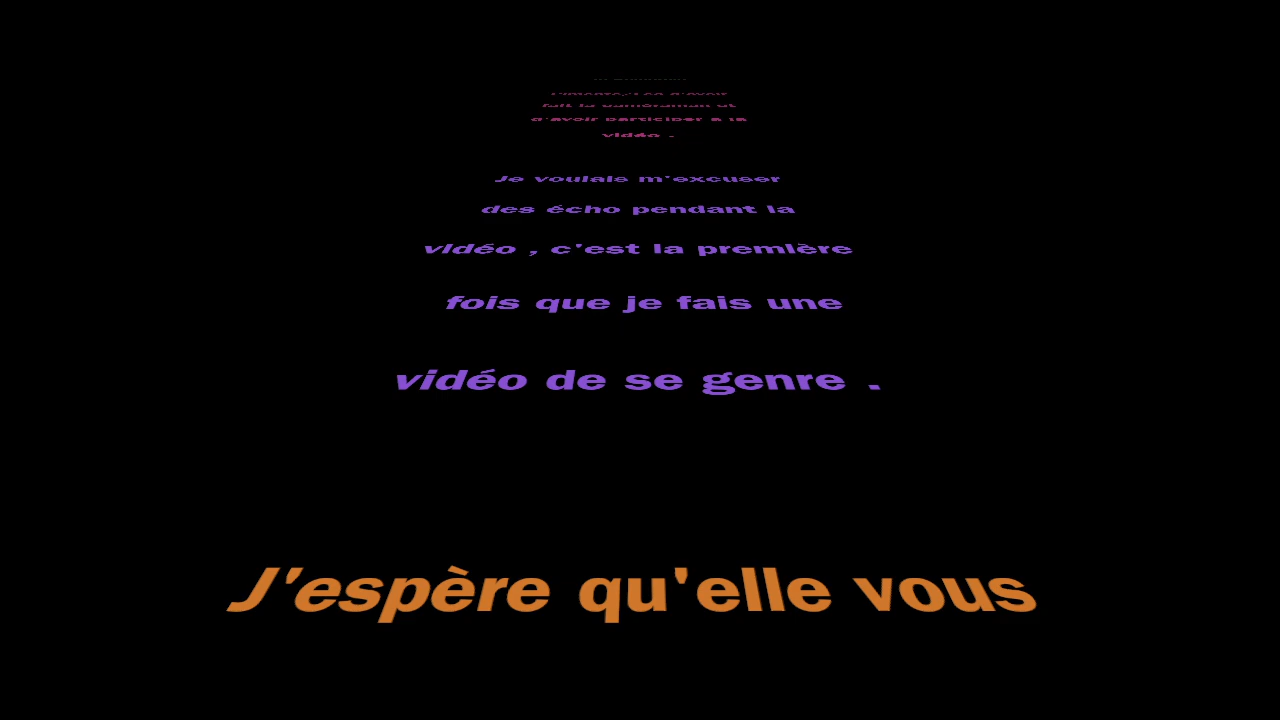 fait la caméraman et
d'avoir participer a la
vidéo .
Je voulais m'excuser
des écho pendant la
vidéo , c'est la première
fois que je fais une
vidéo de se genre .
J'espère qu'elle vous